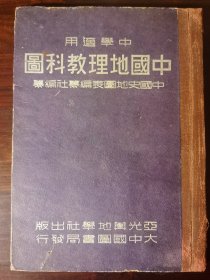 中學適用
中國地理教科圖
中國史地圖表編纂社編纂
亞光輿地學社出版
大中國圖書局發行